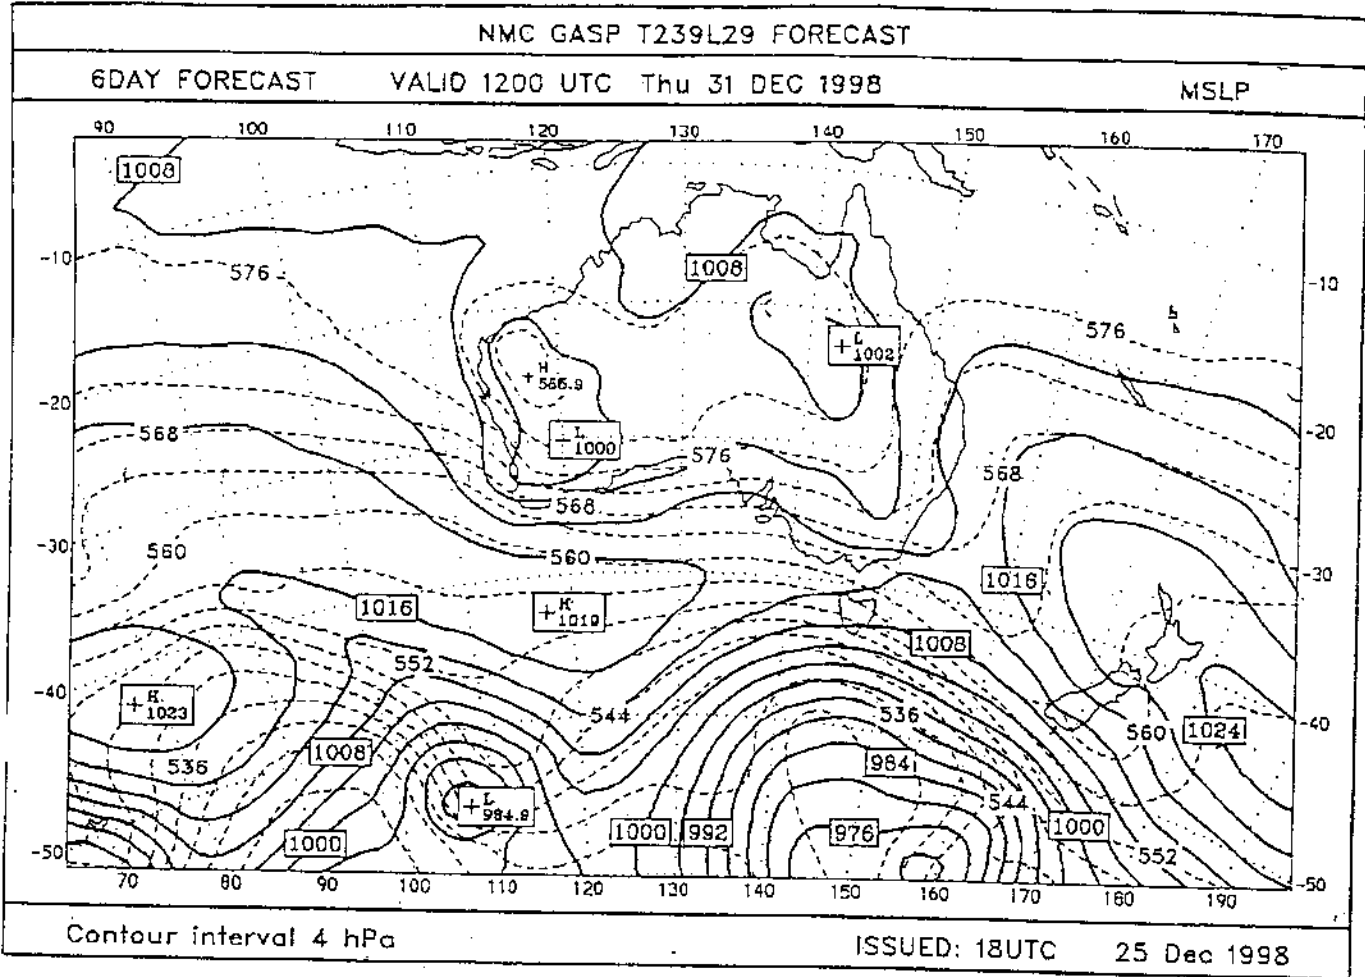 NMC GASP T239L29 FORECAST
6DAY FORECAST VALID 1200 UTC Thu 31 DEC 1998 MSLP
90 100 110 120 130 140 150 160 170
1008
-10 576 1008 -10
576
L
1002
H
566.9
-20 568 L
1000 576 568 -20
568
-30 560 560 1016 -30
1016 H
1019 1008
552
-40 H
1023 544 536 560 1024 -40
536 1008 984
L
984.9 544
1000 1000 992 976 1000 552
-50 -50
70 80 90 100 110 120 130 140 150 160 170 180 190
Contour interval 4 hPa ISSUED: 18UTC 25 Dec 1998